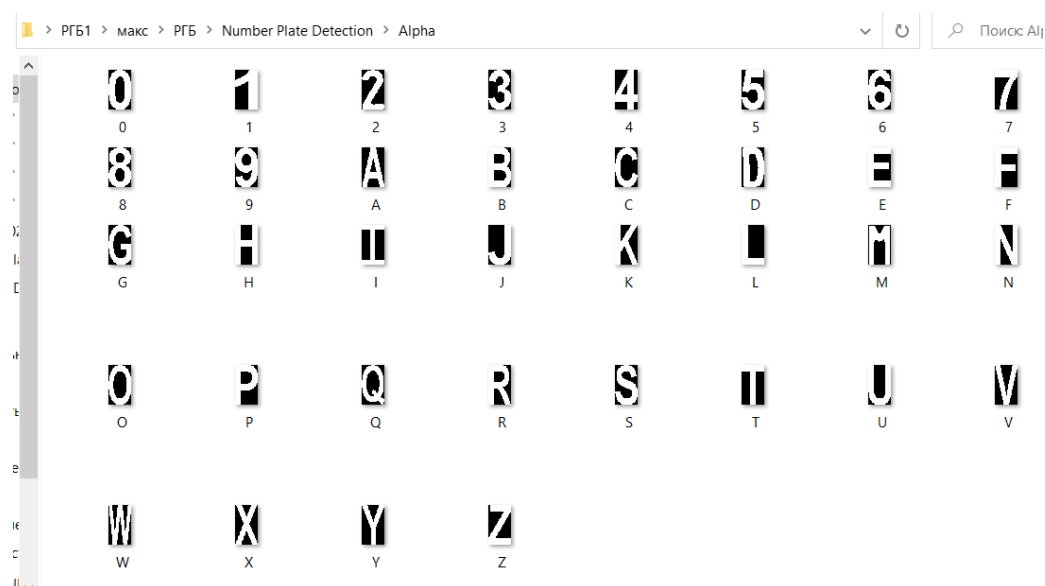 РГБ1 > макс > РГБ > Number Plate Detection > Alpha Поиск: Al
0 1 2 3 4 5 6 7
0 1 2 3 4 5 6 7
8 9 A B C D E F
8 9 A B C D E F
G H I J K L M N
G H I J K L M N
O P Q R S T U V
O P Q R S T U V
W X Y Z
W X Y Z